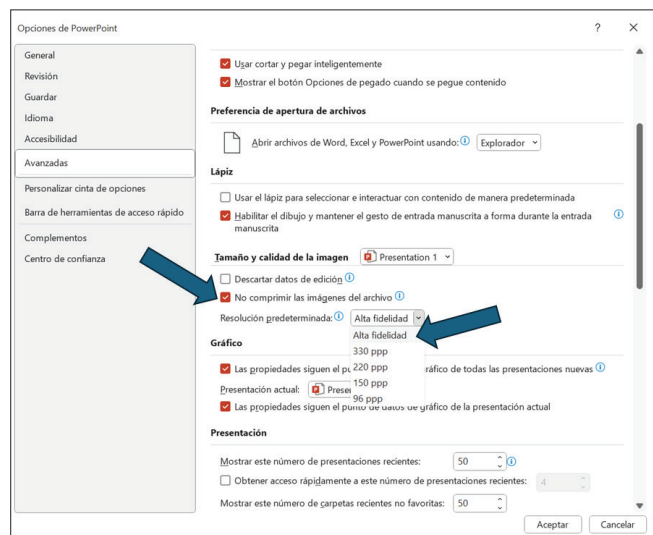 Opciones de PowerPoint
?
General
Revisión
Guardar
Idioma
Accesibilidad
Avanzadas
Personalizar cinta de opciones
Barra de herramientas de acceso rápido
Complementos
Centro de confianza
Usar cortar y pegar inteligentemente
Mostrar el botón Opciones de pegado cuando se pegue contenido
Preferencia de apertura de archivos
Abrir archivos de Word, Excel y PowerPoint usando: Explorador
Lápiz
Usar el lápiz para seleccionar e interactuar con contenido de manera predeterminada
Habilitar el dibujo y mantener el gesto de entrada manuscrita a forma durante la entrada
manuscrita
Tamaño y calidad de la imagen Presentation 1
Descartar datos de edición
No comprimir las imágenes del archivo
Resolución predeterminada: Alta fidelidad
Alta fidelidad
330 ppp
220 ppp
150 ppp
96 ppp
Gráfico
Las propiedades siguen el pu ráfico de todas las presentaciones nuevas
Presentación actual: Prese
Las propiedades siguen el punto de datos de gráfico de la presentación actual
Presentación
Mostrar este número de presentaciones recientes: 50
Obtener acceso rápidamente a este número de presentaciones recientes: 4
Mostrar este número de carpetas recientes no favoritas: 50
Aceptar Cancelar